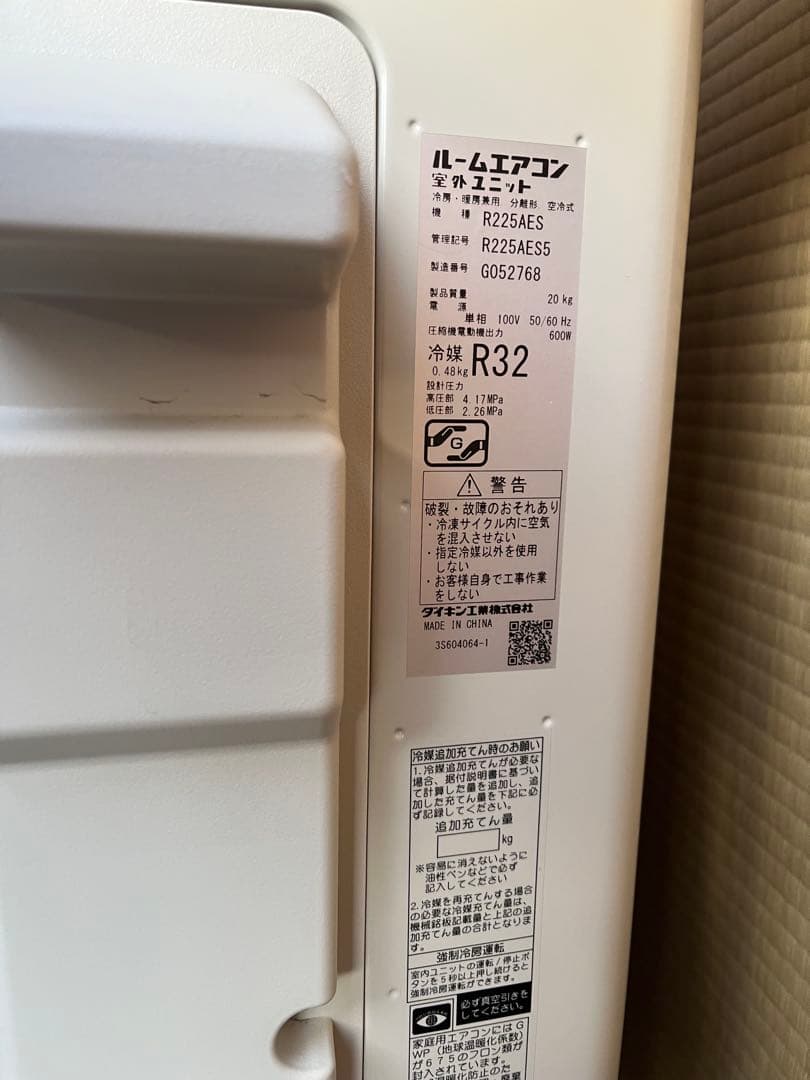 ルームエアコン
室外ユニット
冷房・暖房兼用 分離形 空冷式
機 種 R225AES
管理記号 R225AES5
製造番号 G052768
製品質量 20 kg
電 源
単相 100V 50/60 Hz
圧縮機電動機出力 600W
冷媒 R32
0.48kg
設計圧力
高圧部 4.17MPa
低圧部 2.26MPa
G
警告
破裂・故障のおそれあり
・冷凍サイクル内に空気
を混入させない
・指定冷媒以外を使用
しない
・お客様自身で工事作業
をしない
ダイキン工業株式会社
MADE IN CHINA
3S604064-1
冷媒追加充てん時のお願い
1.冷媒追加充てんが必要な
場合、据付説明書に基づい
て計算した量を追加し、追
加した充てん量を下記に必
ず記録してください。
追加充てん量
kg
※容易に消えないように
油性ペンなどで必ず
記入してください
2.冷媒を再充てんする場合
の必要な冷媒充てん量は、
機械銘板記載量と上記の追
加充てん量の合計となりま
す。
強制冷房運転
室内ユニットの運転/停止ボ
タンを5秒以上押し続けると
強制冷房運転ができます。
必ず真空引きを
してください。
家庭用エアコンにはG
WP(地球温暖化係数)
が675のフロン類が
封入されています。
地球温暖化防止のた